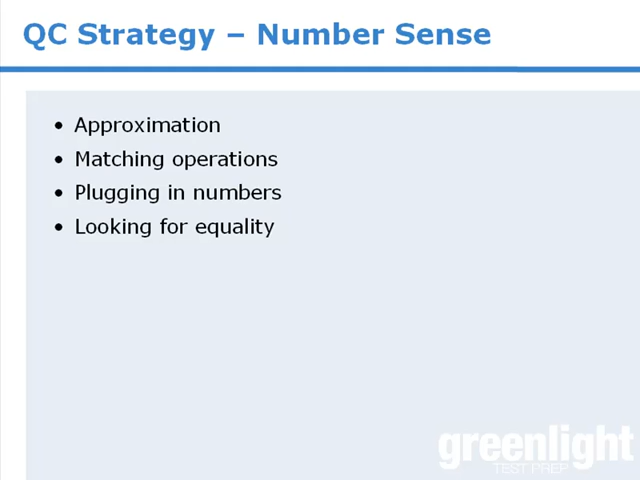 QC Strategy – Number Sense
• Approximation
• Matching operations
• Plugging in numbers
• Looking for equality
greenlight
TEST PREP